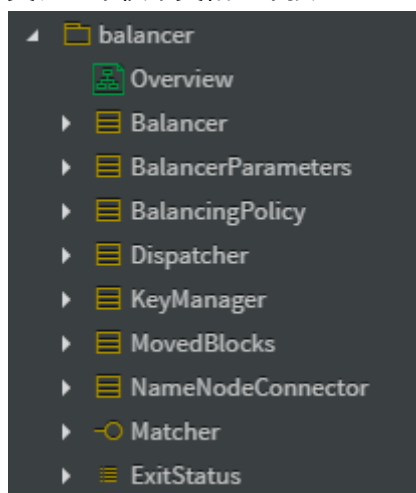 balancer
Overview
Balancer
BalancerParameters
BalancingPolicy
Dispatcher
KeyManager
MovedBlocks
NameNodeConnector
Matcher
ExitStatus